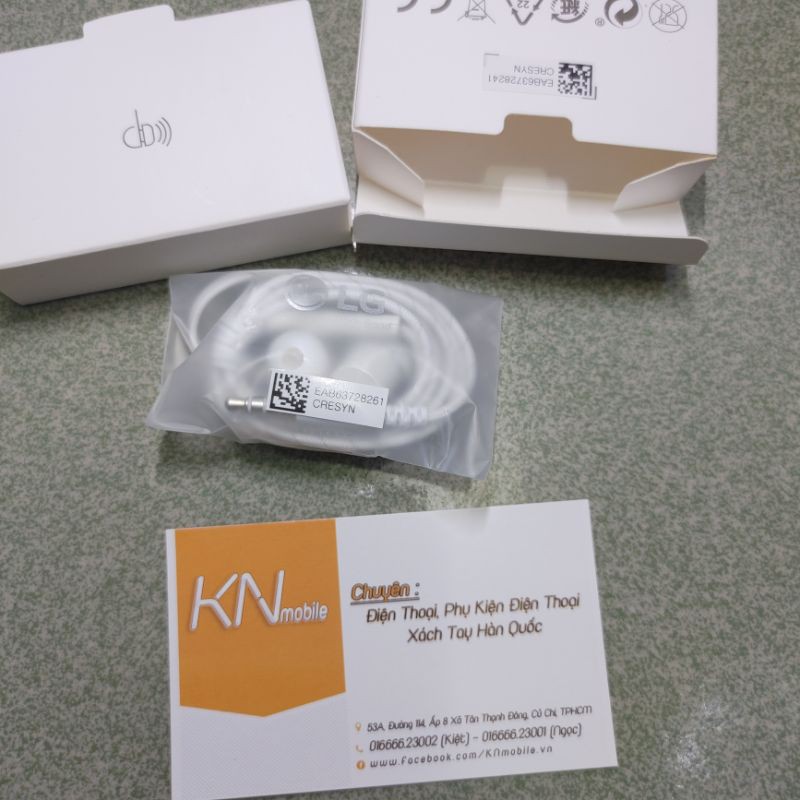 EAB63728241
CRESYN
LG
EAB63728261
CRESYN
KN mobile
Chuyên :
Điện Thoại, Phụ Kiện Điện Thoại
Xách Tay Hàn Quốc
53A, Đường 114, Ấp 8 Xã Tân Thạnh Đông, Củ Chi, TPHCM
016666.23002 (Kiệt) - 016666.23001 (Ngọc)
www.facebook.com/KNmobile.vn